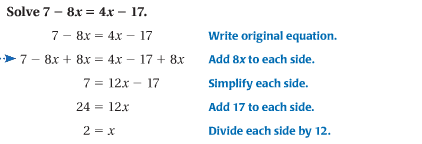 Solve 7 – 8x = 4x – 17.
7 – 8x = 4x – 17 Write original equation.
7 – 8x + 8x = 4x – 17 + 8x Add 8x to each side.
7 = 12x – 17 Simplify each side.
24 = 12x Add 17 to each side.
2 = x Divide each side by 12.